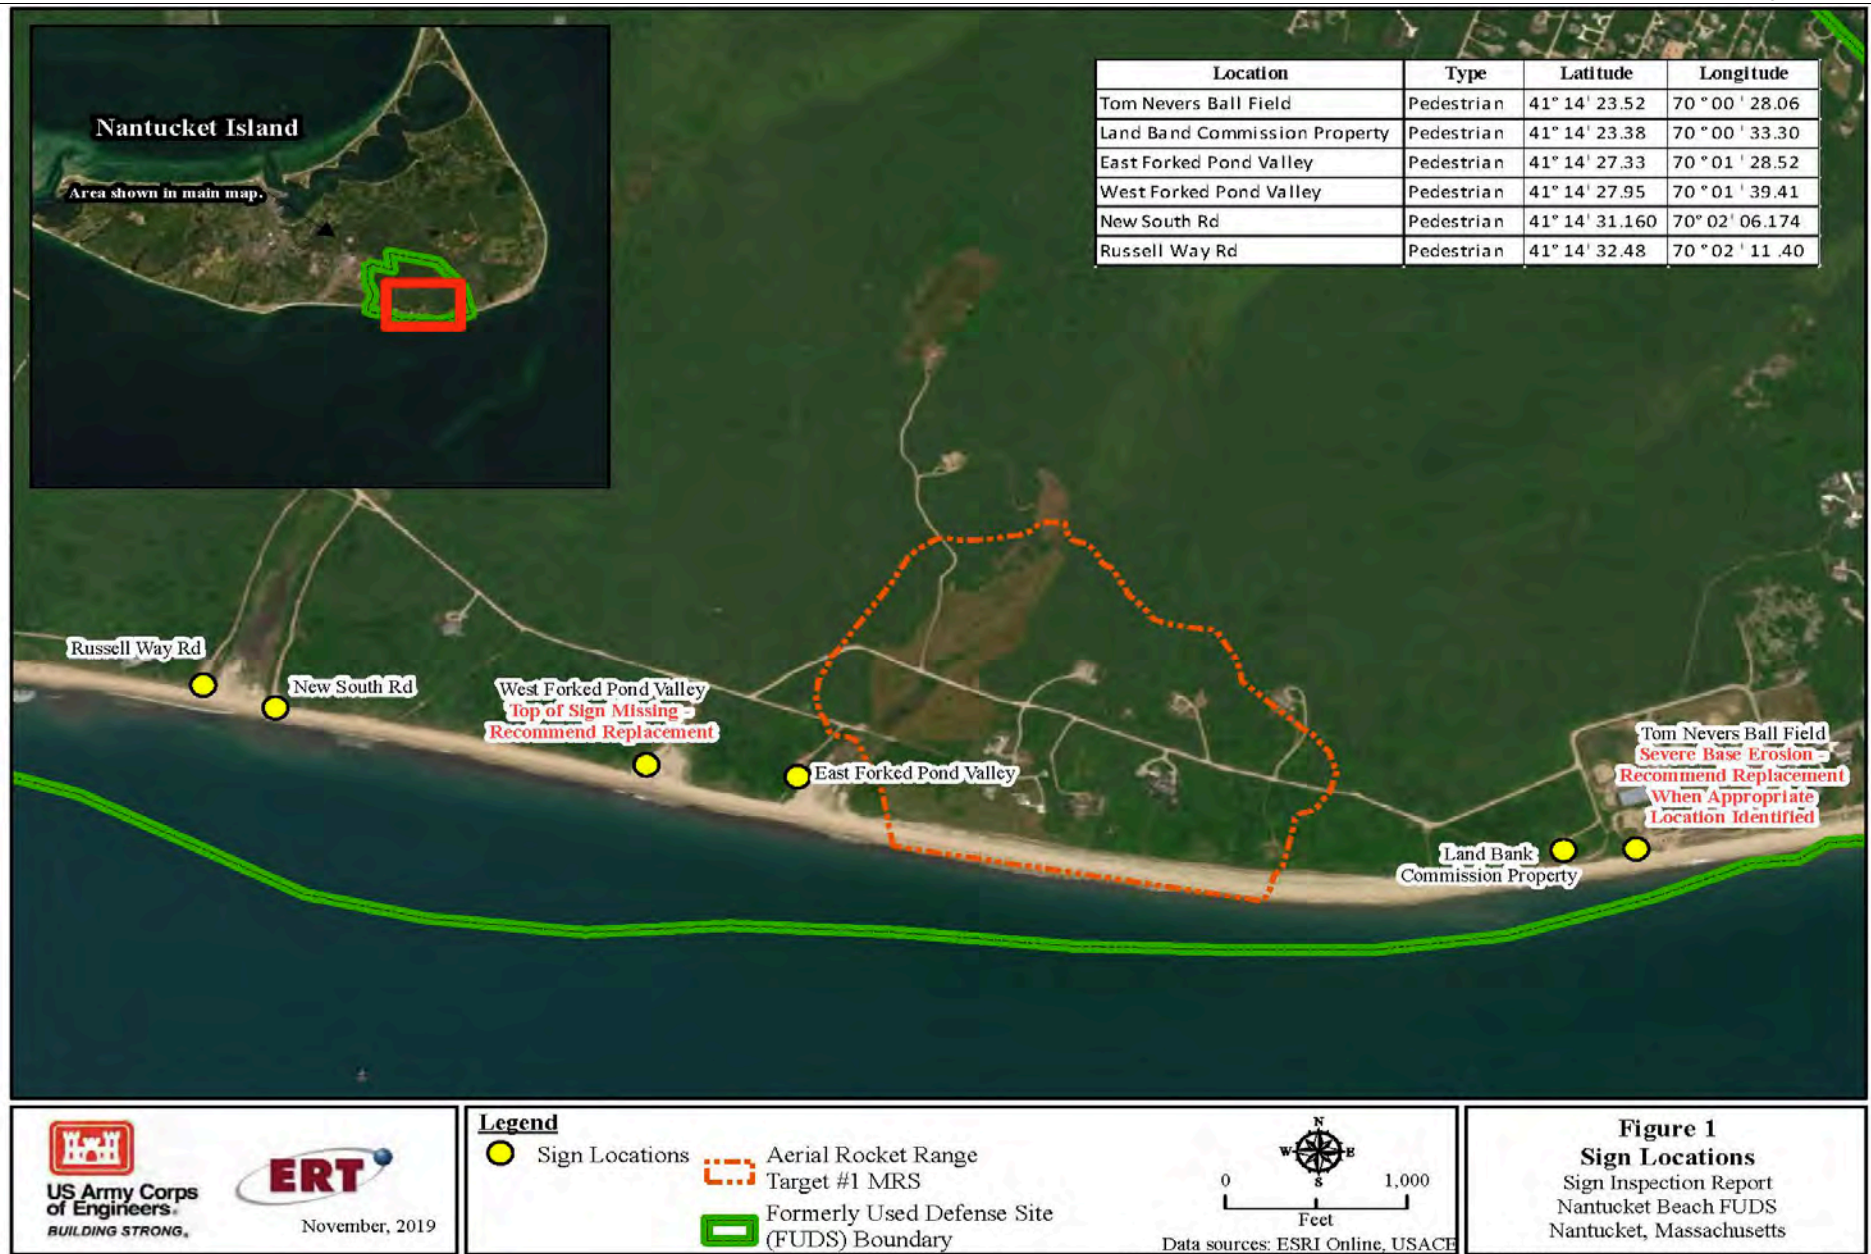 Nantucket Island
Area shown in main map.
Location Type Latitude Longitude
Tom Nevers Ball Field Pedestrian 41° 14' 23.52 70 ° 00 ' 28.06
Land Band Commission Property Pedestrian 41° 14' 23.38 70 ° 00 ' 33.30
East Forked Pond Valley Pedestrian 41° 14' 27.33 70 ° 01 ' 28.52
West Forked Pond Valley Pedestrian 41° 14' 27.95 70 ° 01 ' 39.41
New South Rd Pedestrian 41° 14' 31.160 70° 02' 06.174
Russell Way Rd Pedestrian 41° 14' 32.48 70 ° 02 ' 11 .40
Russell Way Rd
New South Rd
West Forked Pond Valley
Top of Sign Missing -
Recommend Replacement
East Forked Pond Valley
Tom Nevers Ball Field
Severe Base Erosion -
Recommend Replacement
When Appropriate
Location Identified
Land Bank
Commission Property
US Army Corps
of Engineers®
BUILDING STRONG®
ERT
November, 2019
Legend
Sign Locations
Aerial Rocket Range
Target #1 MRS
Formerly Used Defense Site
(FUDS) Boundary
N
W E
S
0 1,000
Feet
Data sources: ESRI Online, USACE
Figure 1
Sign Locations
Sign Inspection Report
Nantucket Beach FUDS
Nantucket, Massachusetts